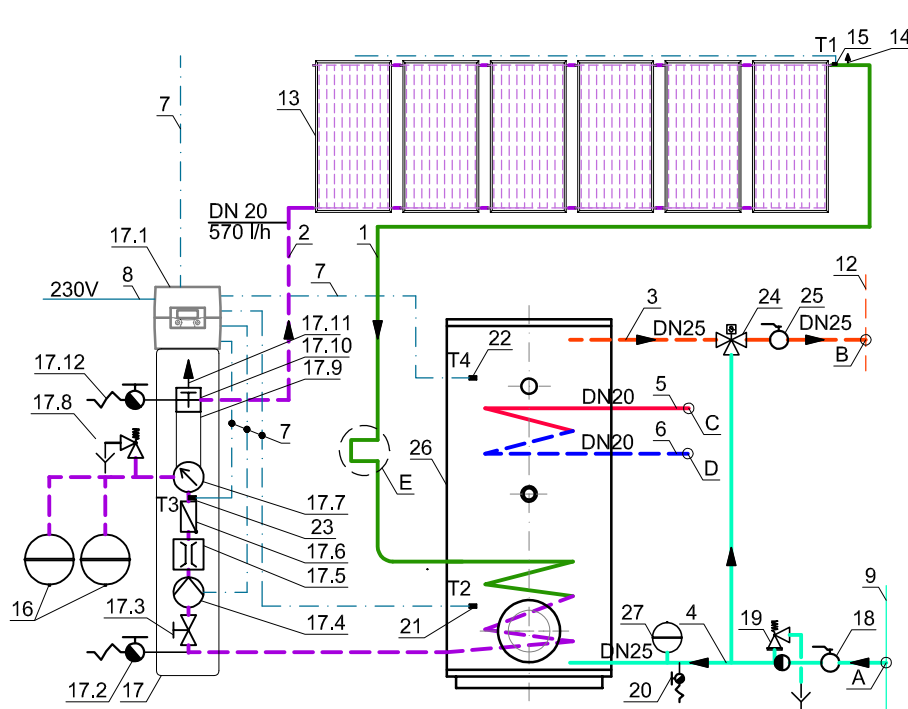 T1
15
14
7
13
DN 20
570 l/h
2
1
17.1
8
7
12
230V
3
24
25
DN25
DN25
17.11
17.10
22
T4
B
17.12
17.9
17.8
DN20
5
C
7
DN20
6
D
26
E
17.7
T3
23
17.6
16
17.5
9
T2
17.3
17.4
21
27
4
19
18
DN25
17.2
17
20
A